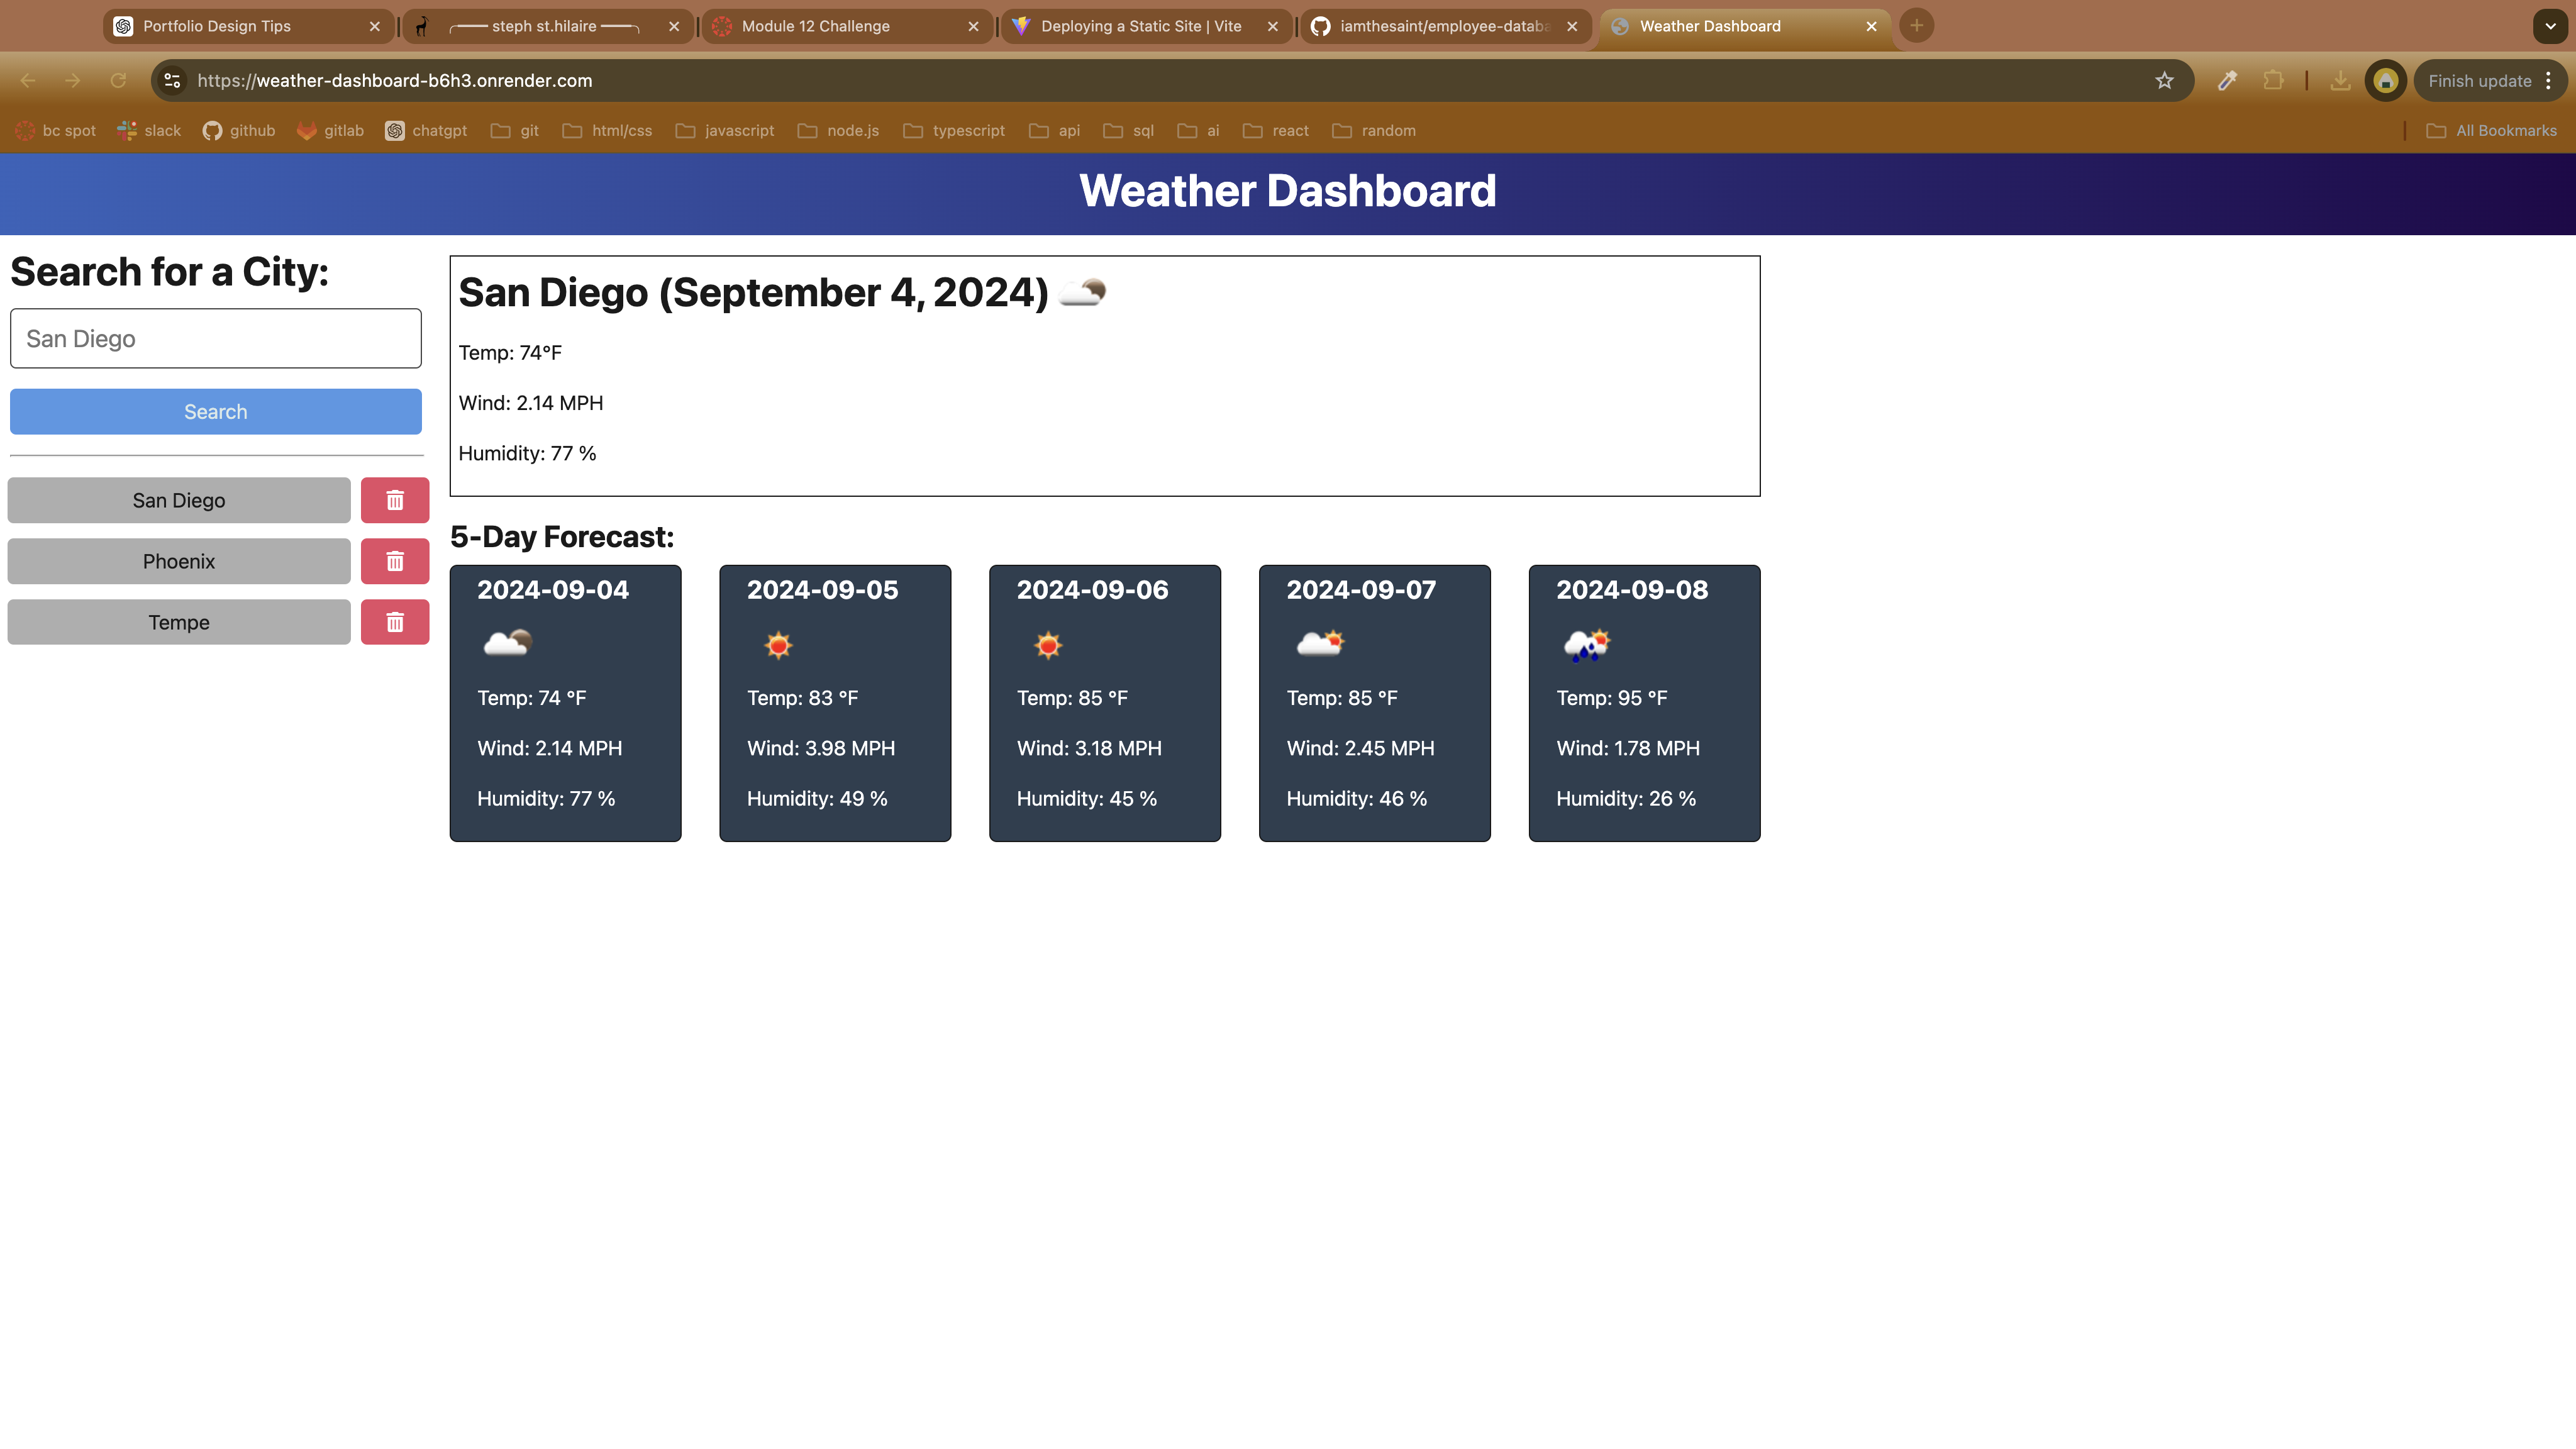 Portfolio Design Tips
steph st.hilaire
Module 12 Challenge
Deploying a Static Site | Vite
iamthesaint/employee-databa
Weather Dashboard
https://weather-dashboard-b6h3.onrender.com
Finish update
bc spot
slack
github
gitlab
chatgpt
git
html/css
javascript
node.js
typescript
api
sql
ai
react
random
All Bookmarks
Weather Dashboard
Search for a City:
San Diego
Search
San Diego
Phoenix
Tempe
San Diego (September 4, 2024)
Temp: 74°F
Wind: 2.14 MPH
Humidity: 77 %
5-Day Forecast:
2024-09-04
Temp: 74 °F
Wind: 2.14 MPH
Humidity: 77 %
2024-09-05
Temp: 83 °F
Wind: 3.98 MPH
Humidity: 49 %
2024-09-06
Temp: 85 °F
Wind: 3.18 MPH
Humidity: 45 %
2024-09-07
Temp: 85 °F
Wind: 2.45 MPH
Humidity: 46 %
2024-09-08
Temp: 95 °F
Wind: 1.78 MPH
Humidity: 26 %